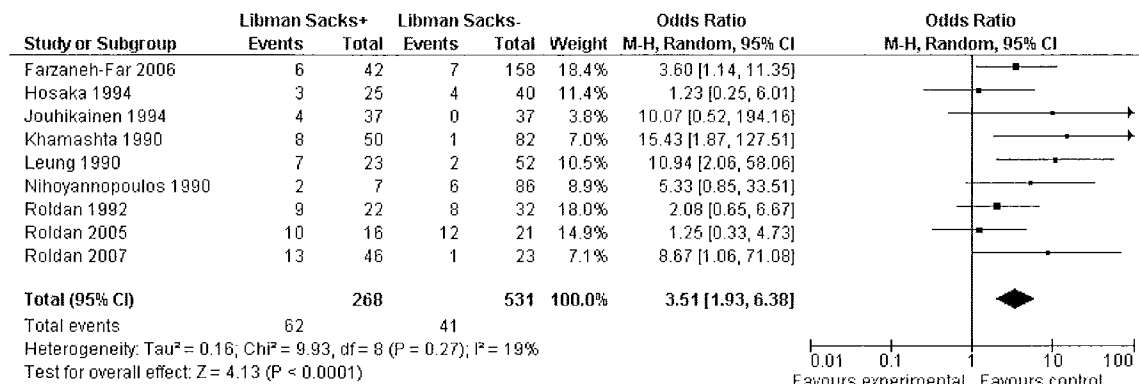 Libman Sacks+ Libman Sacks- Odds Ratio Odds Ratio
Study or Subgroup Events Total Events Total Weight M-H, Random, 95% CI M-H, Random, 95% CI
Farzaneh-Far 2006 6 42 7 158 18.4% 3.60 [1.14, 11.35]
Hosaka 1994 3 25 4 40 11.4% 1.23 [0.25, 6.01]
Jouhikainen 1994 4 37 0 37 3.8% 10.07 [0.52, 194.16]
Khamashta 1990 8 50 1 82 7.0% 15.43 [1.87, 127.51]
Leung 1990 7 23 2 52 10.5% 10.94 [2.06, 58.06]
Nihoyannopoulos 1990 2 7 6 86 8.9% 5.33 [0.85, 33.51]
Roldan 1992 9 22 8 32 18.0% 2.08 [0.65, 6.67]
Roldan 2005 10 16 12 21 14.9% 1.25 [0.33, 4.73]
Roldan 2007 13 46 1 23 7.1% 8.67 [1.06, 71.08]
Total (95% CI) 268 531 100.0% 3.51 [1.93, 6.38]
Total events 62 41
Heterogeneity: Tau² = 0.16; Chi² = 9.93, df = 8 (P = 0.27); I² = 19%
Test for overall effect: Z = 4.13 (P < 0.0001)
0.01 0.1 1 10 100
Favours experimental Favours control